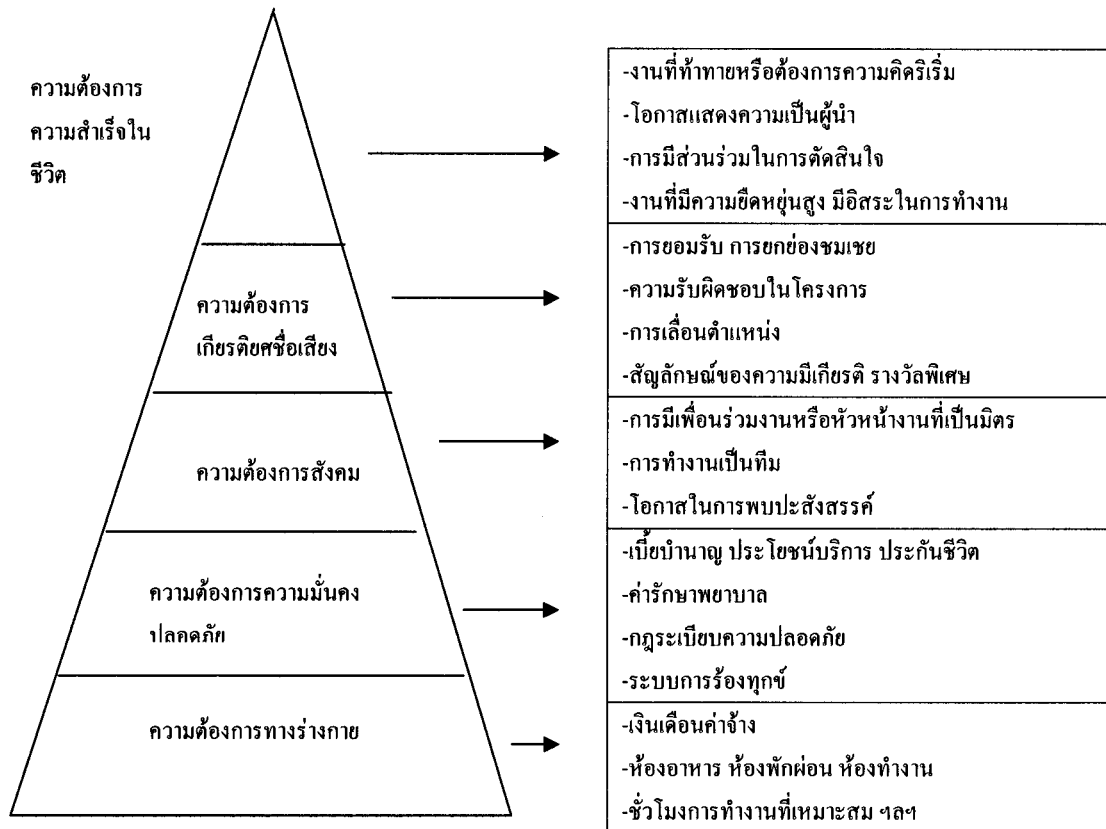 ความต้องการ
ความสำเร็จใน
ชีวิต
-งานที่ท้าทายหรือต้องการความคิดริเริ่ม
-โอกาสแสดงความเป็นผู้นำ
-การมีส่วนร่วมในการตัดสินใจ
-งานที่มีความยืดหยุ่นสูง มีอิสระในการทำงาน
ความต้องการ
เกียรติยศชื่อเสียง
-การยอมรับ การยกย่องชมเชย
-ความรับผิดชอบในโครงการ
-การเลื่อนตำแหน่ง
-สัญลักษณ์ของความมีเกียรติ รางวัลพิเศษ
ความต้องการสังคม
-การมีเพื่อนร่วมงานหรือหัวหน้างานที่เป็นมิตร
-การทำงานเป็นทีม
-โอกาสในการพบปะสังสรรค์
ความต้องการความมั่นคง
ปลอดภัย
-เบี้ยบำนาญ ประโยชน์บริการ ประกันชีวิต
-ค่ารักษาพยาบาล
-กฎระเบียบความปลอดภัย
-ระบบการร้องทุกข์
ความต้องการทางร่างกาย
-เงินเดือนค่าจ้าง
-ห้องอาหาร ห้องพักผ่อน ห้องทำงาน
-ชั่วโมงการทำงานที่เหมาะสม ฯลฯ